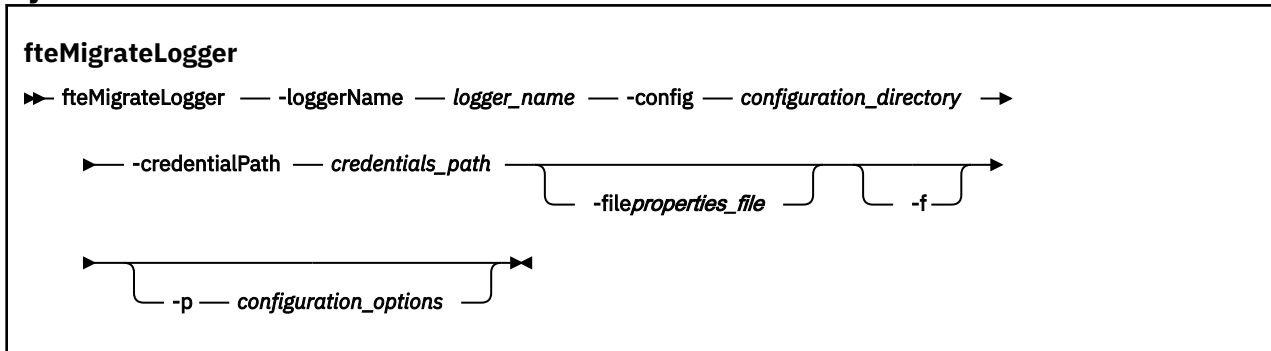 fteMigrateLogger
fteMigrateLogger -loggerName logger_name -config configuration_directory
-credentialPath credentials_path
-fileproperties_file -f
-p configuration_options